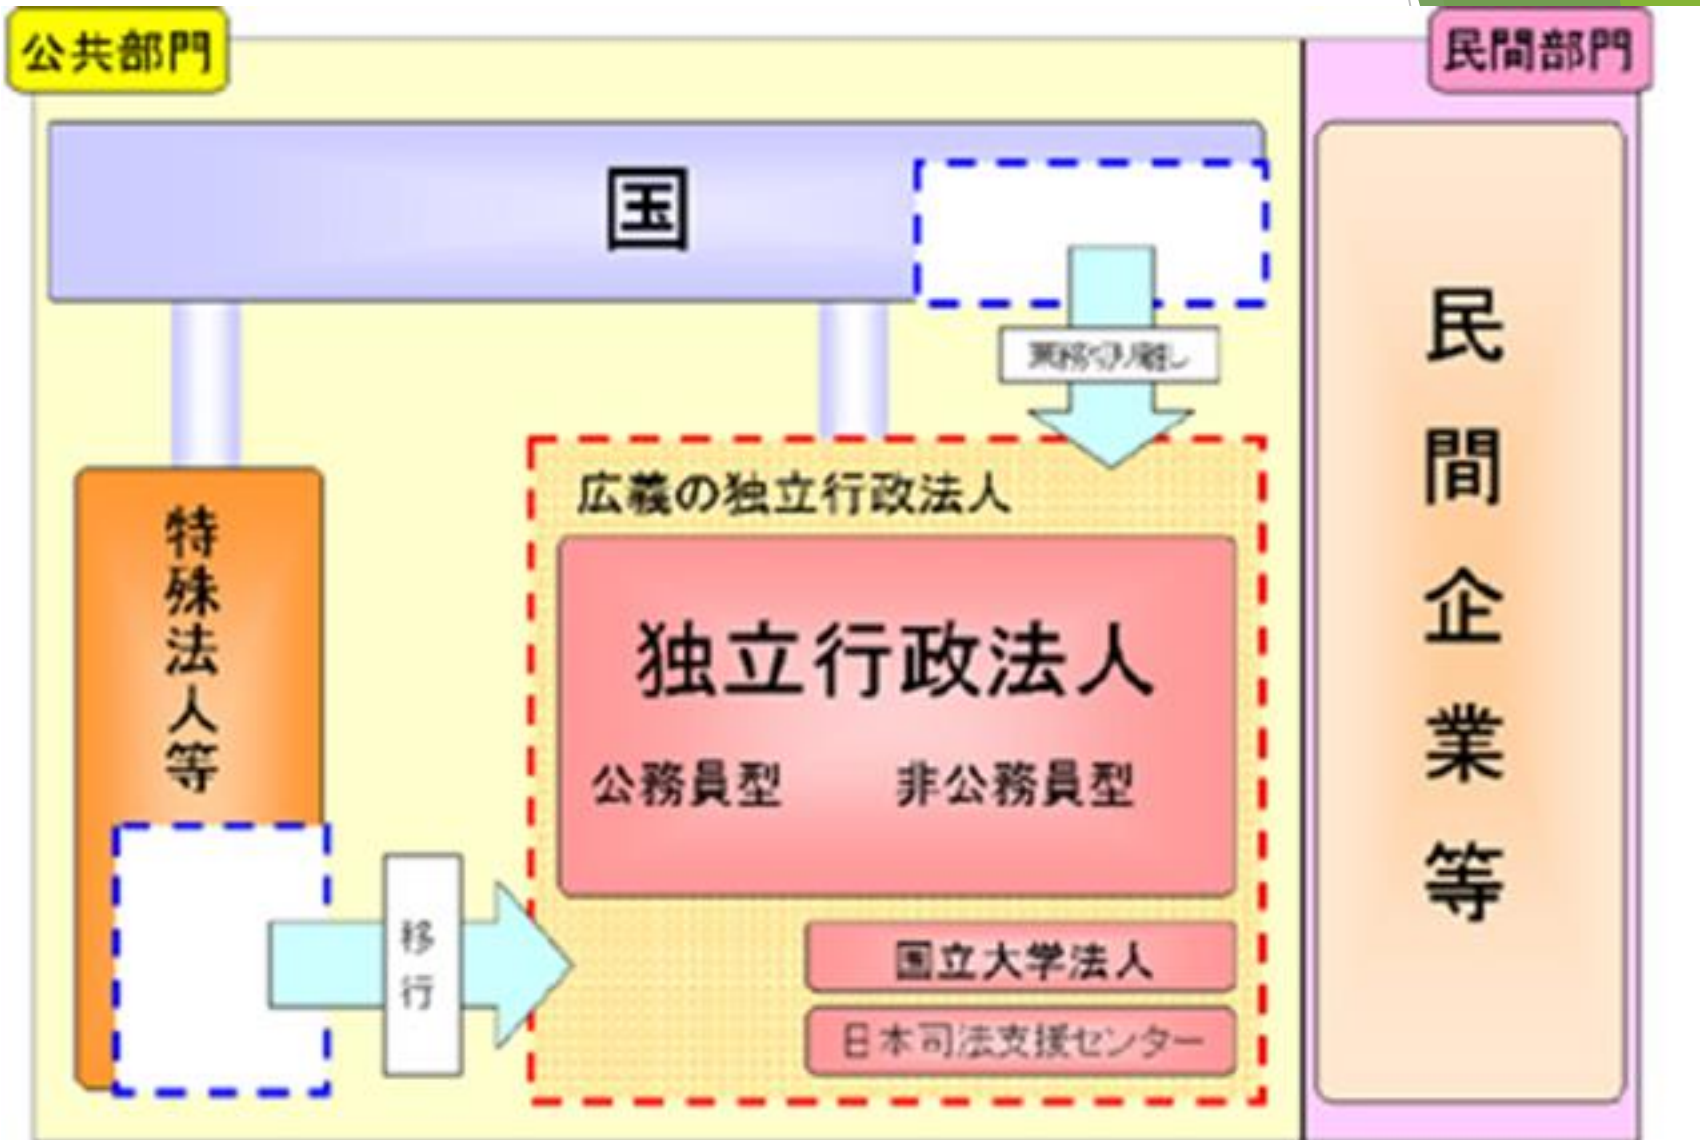 公共部門
民間部門
国
業務切り離し
広義の独立行政法人
特殊法人等
独立行政法人
公務員型
非公務員型
移行
国立大学法人
日本司法支援センター
民間企業等